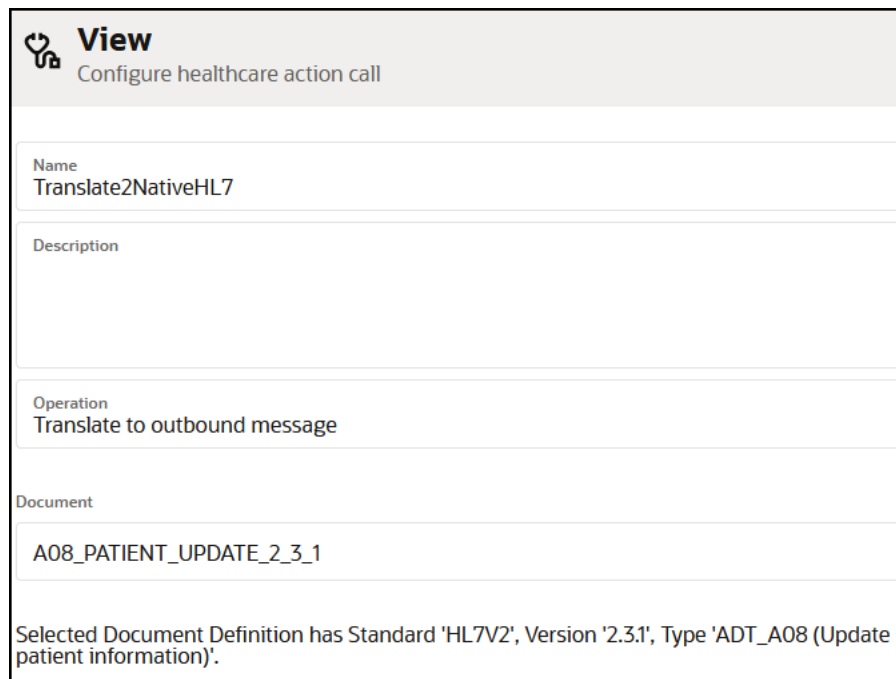 View
Configure healthcare action call
Name
Translate2NativeHL7
Description
Operation
Translate to outbound message
Document
A08_PATIENT_UPDATE_2_3_1
Selected Document Definition has Standard 'HL7V2', Version '2.3.1', Type 'ADT_A08 (Update
patient information)'.